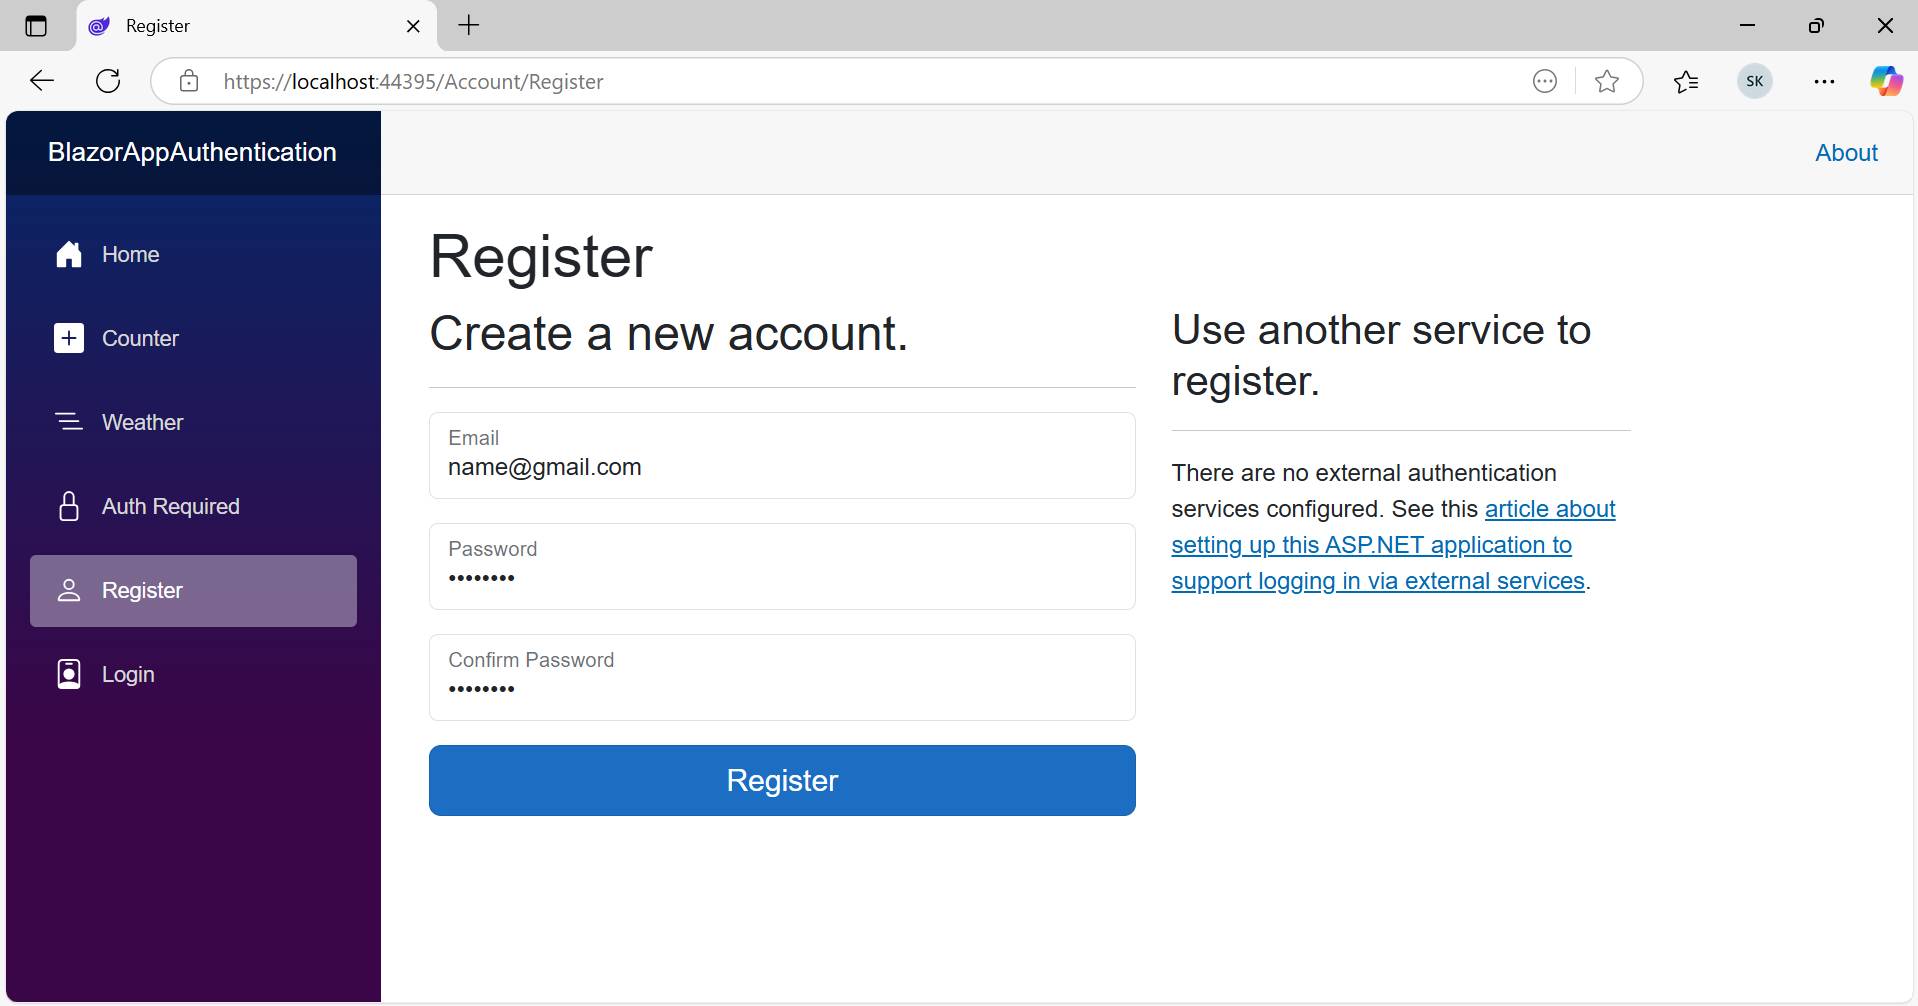 Register
https://localhost:44395/Account/Register
SK
BlazorAppAuthentication
About
Home
Counter
Weather
Auth Required
Register
Login
Register
Create a new account.
Email
name@gmail.com
Password
••••••••
Confirm Password
••••••••
Register
Use another service to
register.
There are no external authentication
services configured. See this article about
setting up this ASP.NET application to
support logging in via external services.